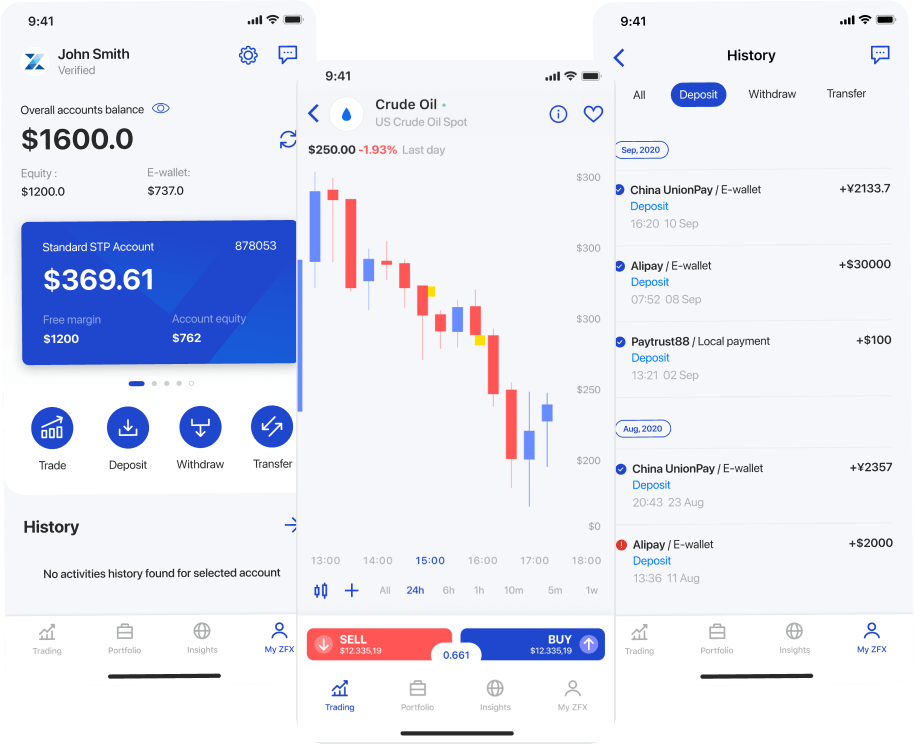 9:41
John Smith
Verified
Overall accounts balance
$1600.0
Equity :
$1200.0
E-wallet:
$737.0
Standard STP Account
878053
$369.61
Free margin
$1200
Account equity
$762
Trade
Deposit
Withdraw
Transfer
History
No activities history found for selected account
Trading
Portfolio
Insights
My ZFX
9:41
Crude Oil
US Crude Oil Spot
$250.00 -1.93% Last day
$300
$300
$300
$250
$200
$0
13:00 14:00 15:00 16:00 17:00 18:00
All 24h 6h 1h 10m 5m 1w
SELL
$12.335,19
0.661
BUY
$12.335,19
Trading
Portfolio
Insights
My ZFX
9:41
History
All
Deposit
Withdraw
Transfer
Sep, 2020
China UnionPay / E-wallet
+¥2133.7
Deposit
16:20 10 Sep
Alipay / E-wallet
+$30000
Deposit
07:52 08 Sep
Paytrust88 / Local payment
+$100
Deposit
13:21 02 Sep
Aug, 2020
China UnionPay / E-wallet
+¥2357
Deposit
20:43 23 Aug
Alipay / E-wallet
+$2000
Deposit
13:36 11 Aug
Trading
Portfolio
Insights
My ZFX